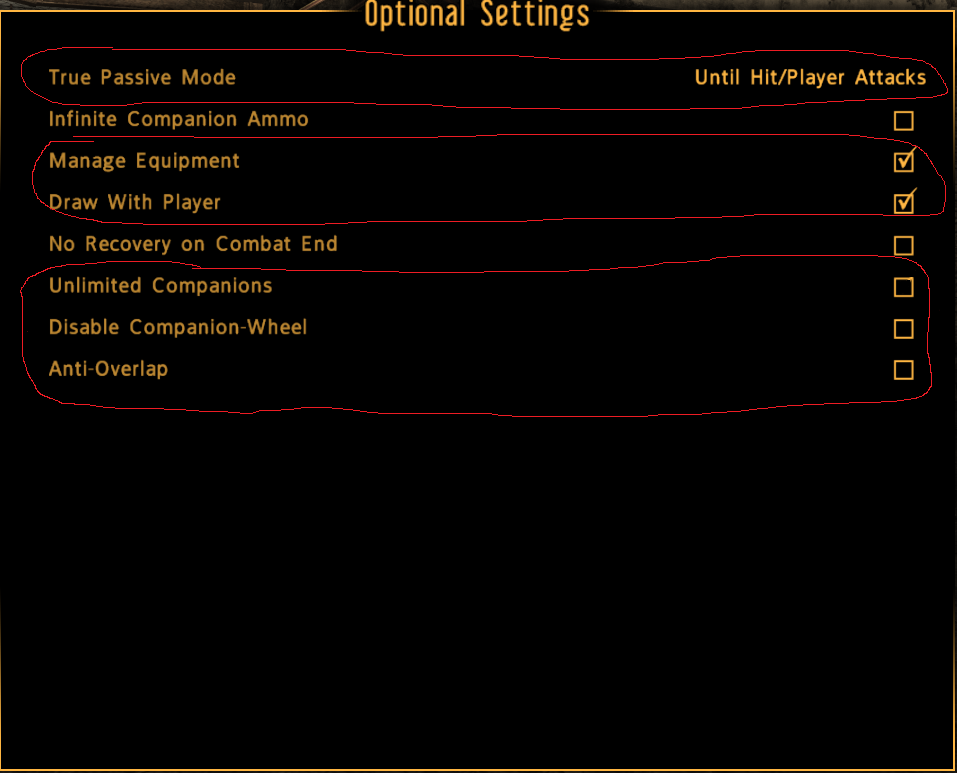 Optional Settings
True Passive Mode Until Hit/Player Attacks
Infinite Companion Ammo
Manage Equipment
Draw With Player
No Recovery on Combat End
Unlimited Companions
Disable Companion-Wheel
Anti-Overlap